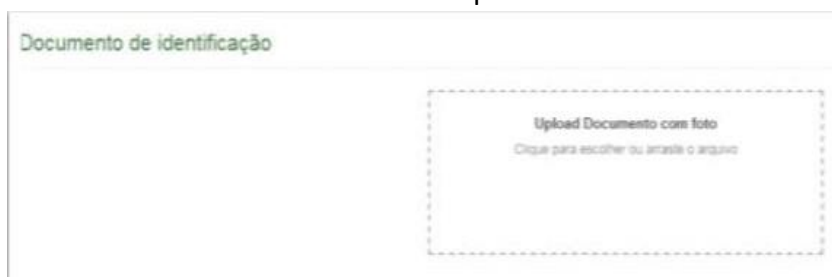 Documento de identificação
Upload Documento com foto
Clique para escolher ou arraste o arquivo